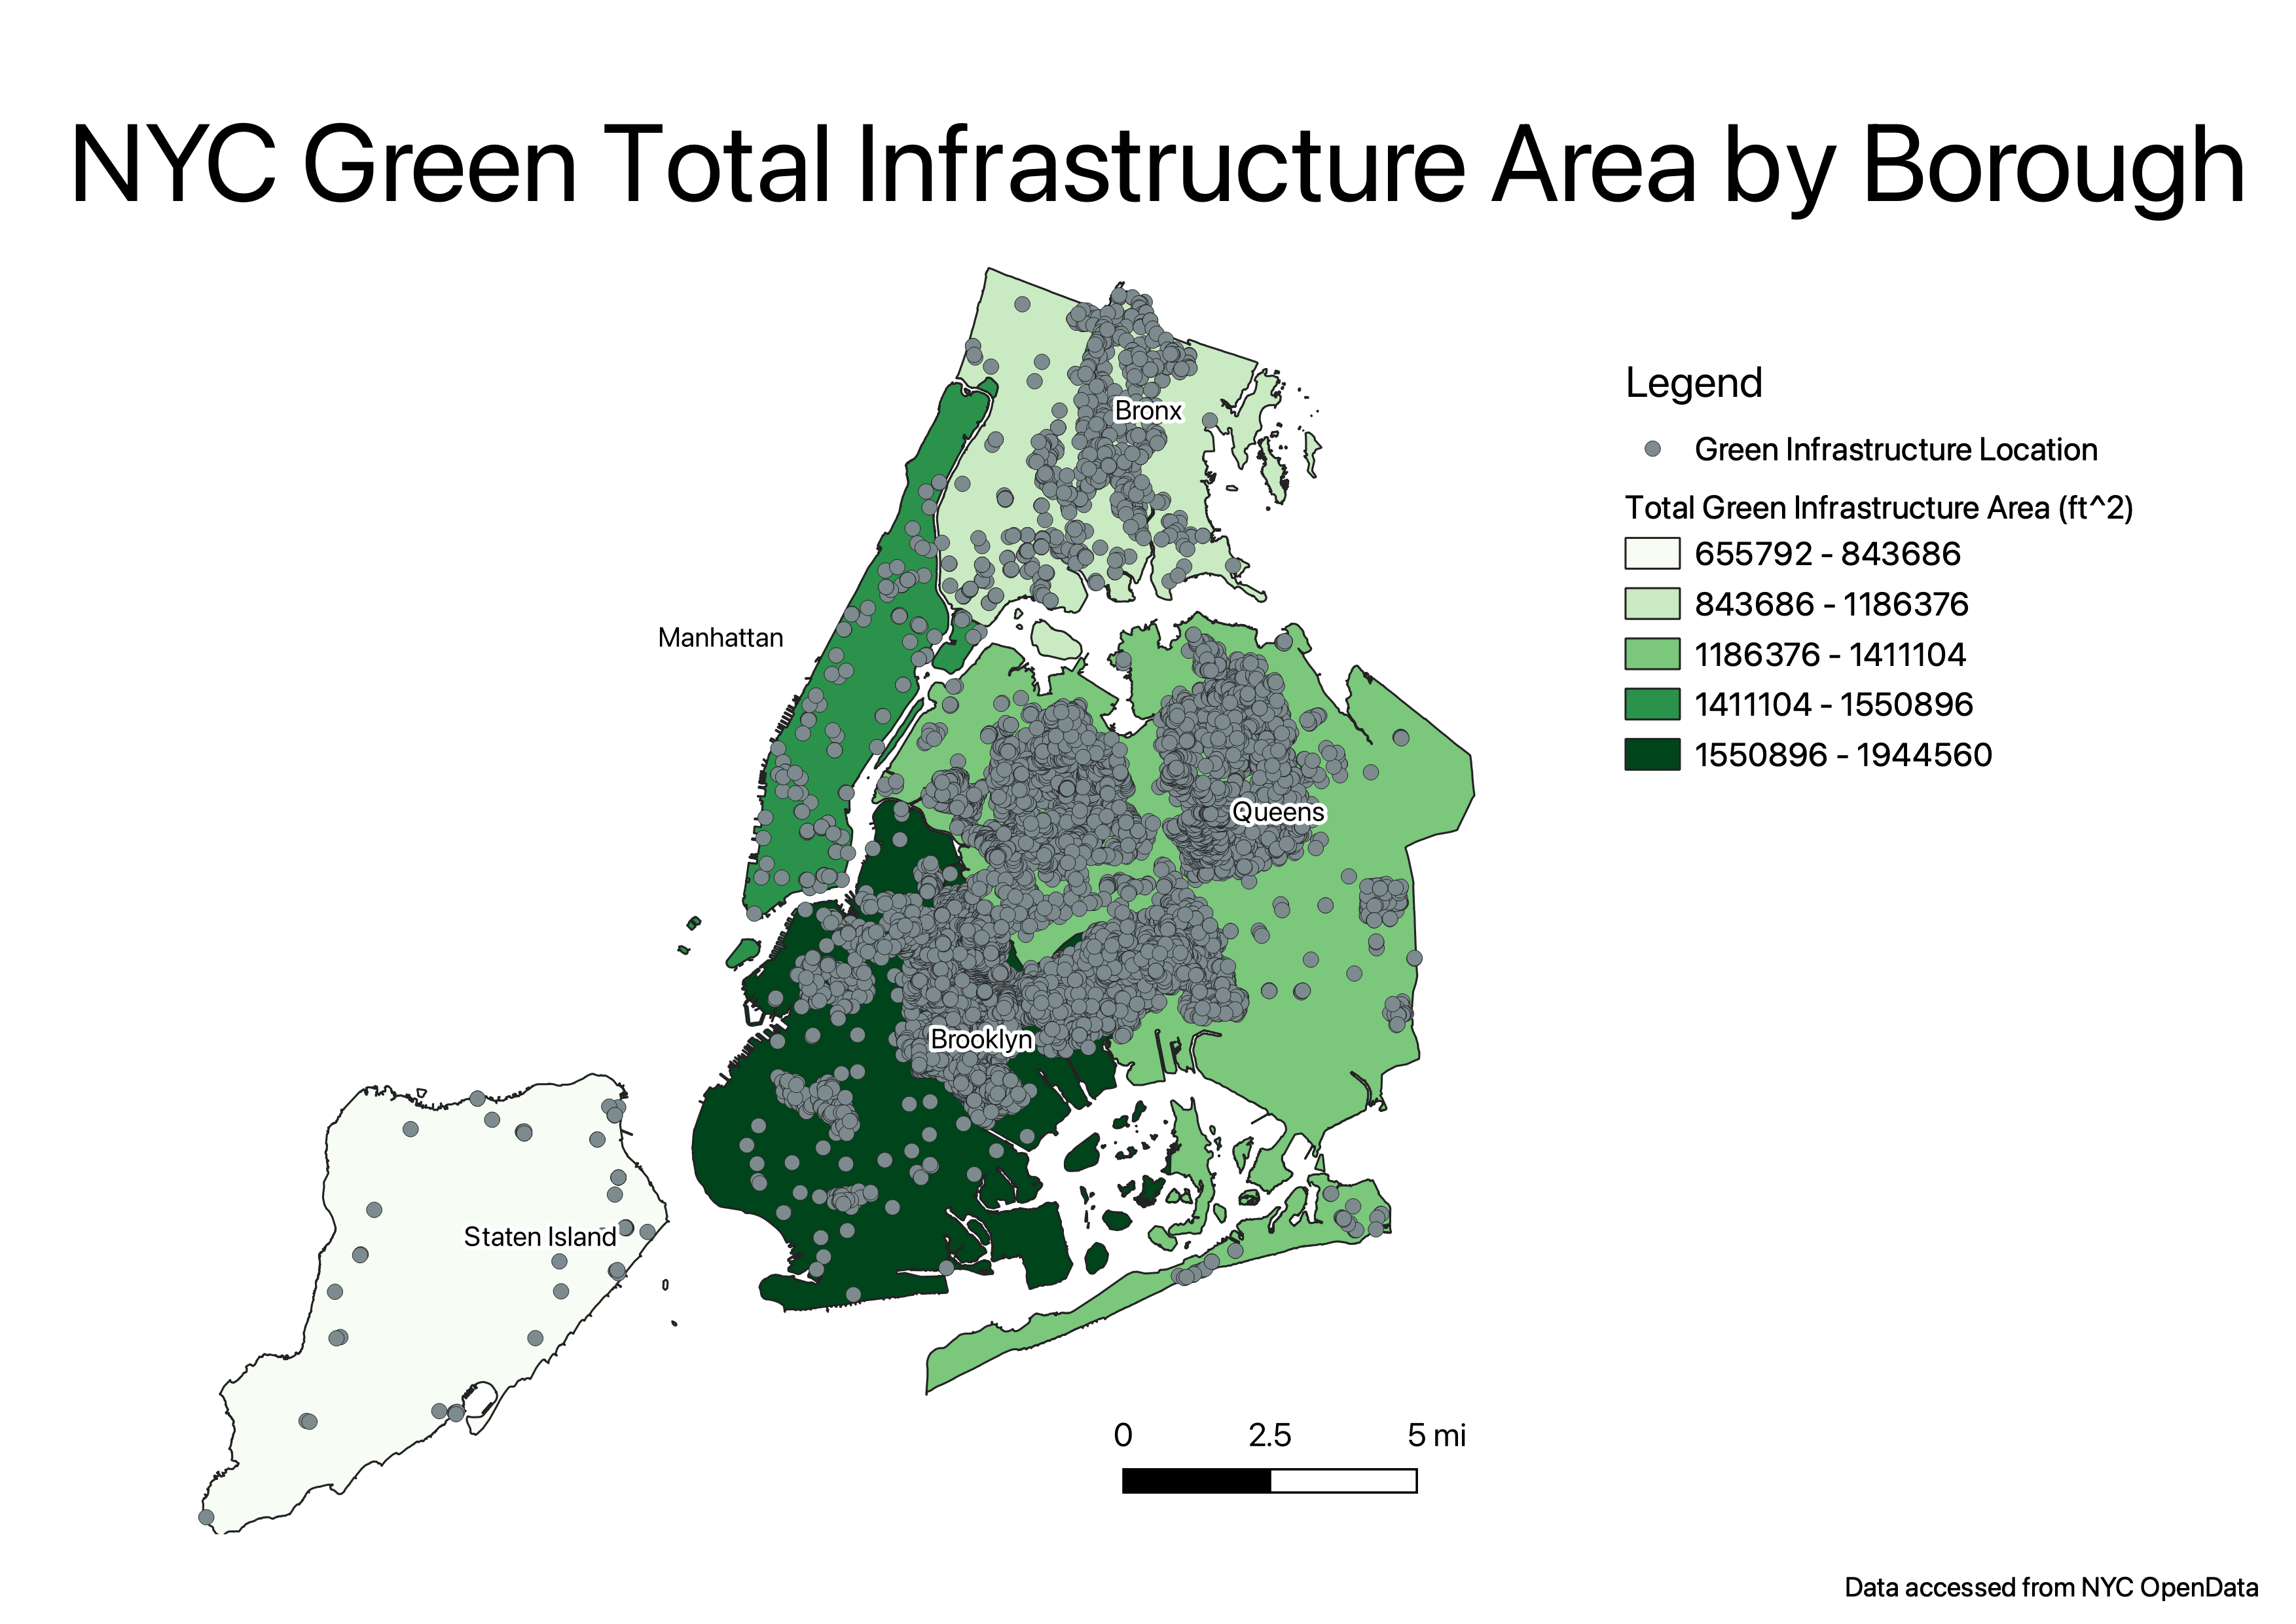 NYC Green Total Infrastructure Area by Borough
Legend
Green Infrastructure Location
Total Green Infrastructure Area (ft^2)
655792 - 843686
843686 - 1186376
1186376 - 1411104
1411104 - 1550896
1550896 - 1944560
Bronx
Manhattan
Queens
Brooklyn
Staten Island
0 2.5 5 mi
Data accessed from NYC OpenData